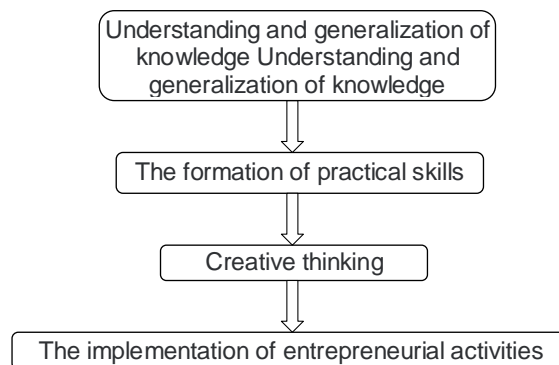 Understanding and generalization of
knowledge Understanding and
generalization of knowledge
The formation of practical skills
Creative thinking
The implementation of entrepreneurial activities